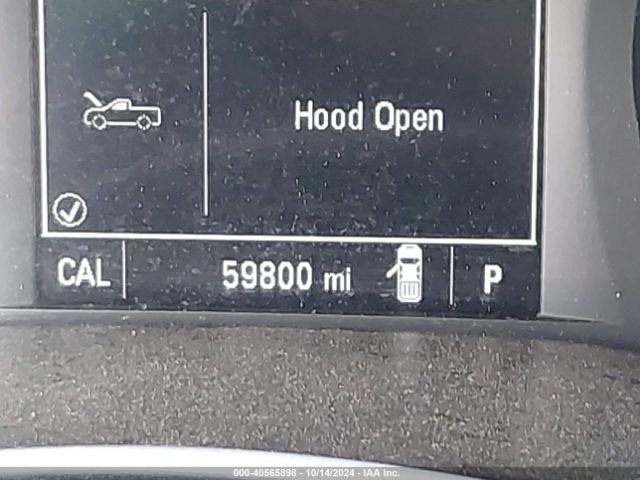 Hood Open
CAL 59800 mi P
000-40565898 - 10/14/2024 - IAA Inc.